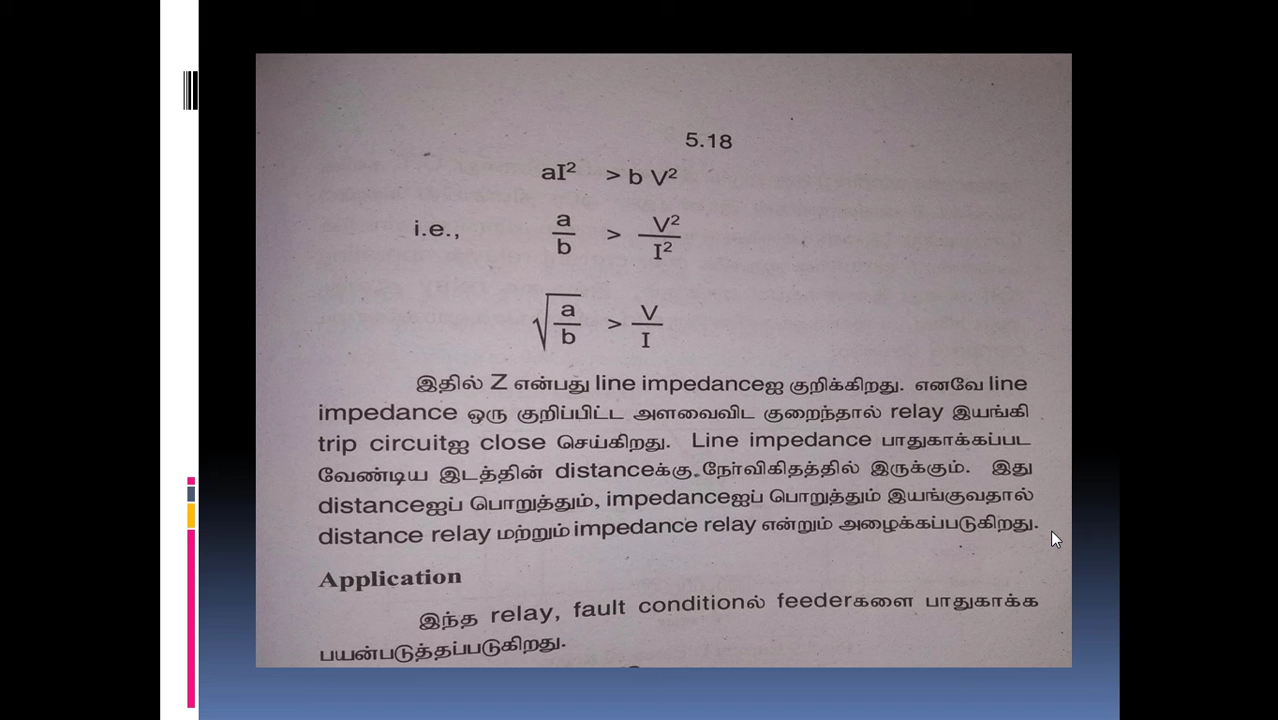 5.18
aI² > b V²
i.e., a/b > V²/I²
√(a/b) > V/I
இதில் Z என்பது line impedanceஐ குறிக்கிறது. எனவே line
impedance ஒரு குறிப்பிட்ட அளவைவிட குறைந்தால் relay இயங்கி
trip circuitஐ close செய்கிறது. Line impedance பாதுகாக்கப்பட
வேண்டிய இடத்தின் distanceக்கு நேர்விகிதத்தில் இருக்கும். இது
distanceஐப் பொறுத்தும், impedanceஐப் பொறுத்தும் இயங்குவதால்
distance relay மற்றும் impedance relay என்றும் அழைக்கப்படுகிறது.
Application
இந்த relay, fault conditionல் feederகளை பாதுகாக்க
பயன்படுத்தப்படுகிறது.